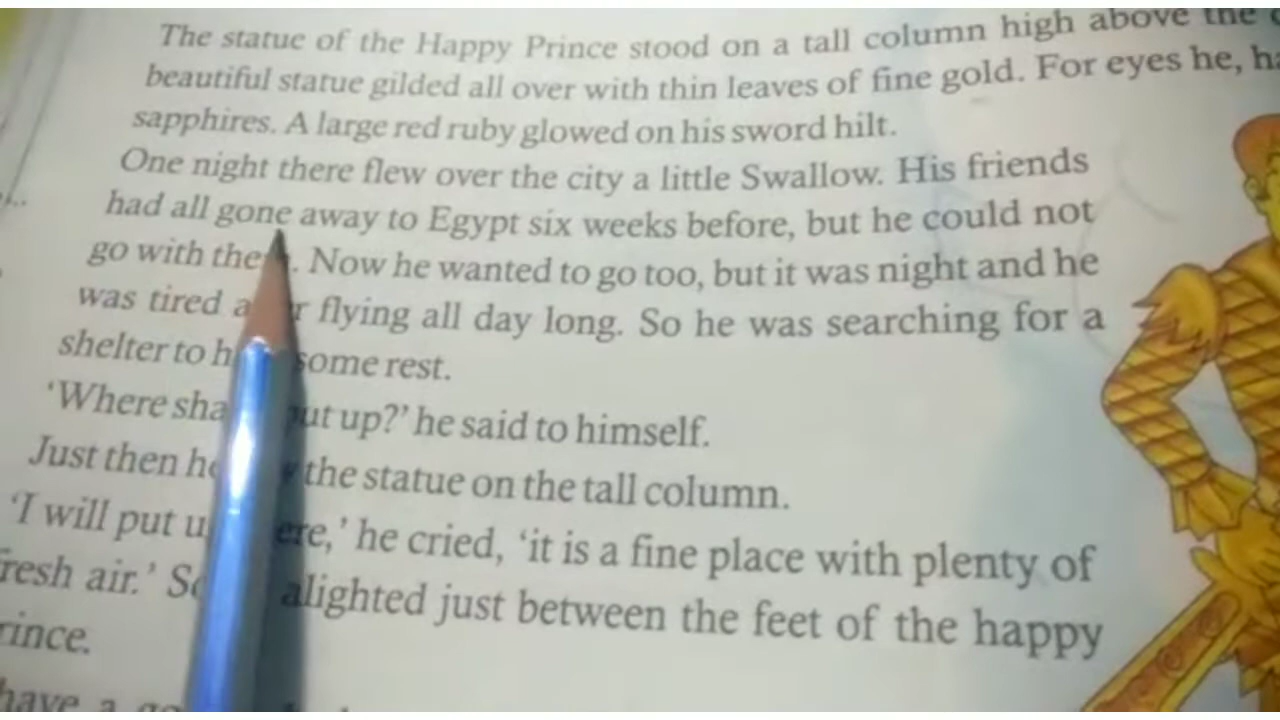 The statue of the Happy Prince stood on a tall column high above the
beautiful statue gilded all over with thin leaves of fine gold. For eyes he, ha
sapphires. A large red ruby glowed on his sword hilt.
One night there flew over the city a little Swallow. His friends
had all gone away to Egypt six weeks before, but he could not
go with the . Now he wanted to go too, but it was night and he
was tired a r flying all day long. So he was searching for a
shelter to h some rest.
‘Where sha ut up?’ he said to himself.
Just then he the statue on the tall column.
‘I will put u ere,’ he cried, ‘it is a fine place with plenty of
resh air.’ So alighted just between the feet of the happy
rince.
have a go